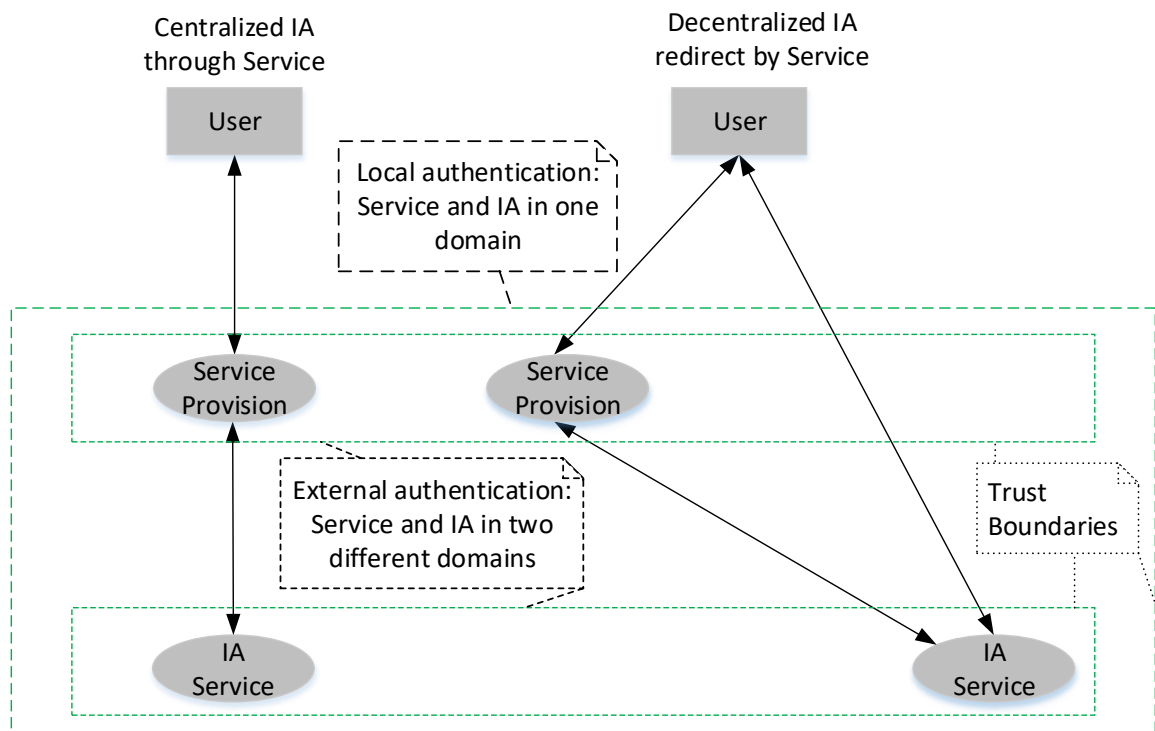 Centralized IA
through Service
Decentralized IA
redirect by Service
User
User
Local authentication:
Service and IA in one
domain
Service
Provision
Service
Provision
External authentication:
Service and IA in two
different domains
Trust
Boundaries
IA
Service
IA
Service